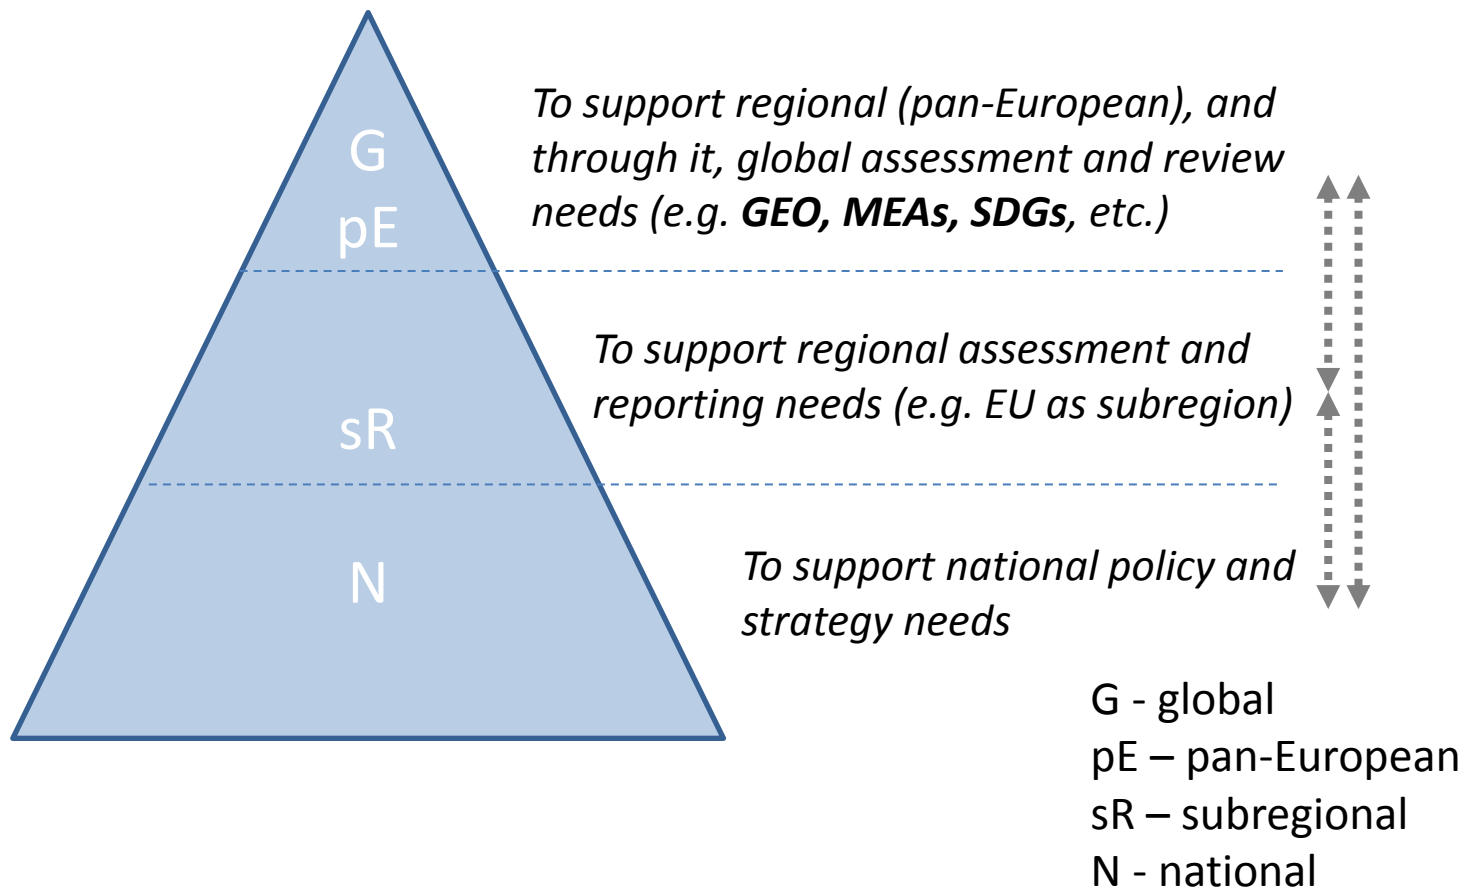 G
pE
To support regional (pan-European), and
through it, global assessment and review
needs (e.g. GEO, MEAs, SDGs, etc.)
sR
To support regional assessment and
reporting needs (e.g. EU as subregion)
N
To support national policy and
strategy needs
G - global
pE – pan-European
sR – subregional
N - national